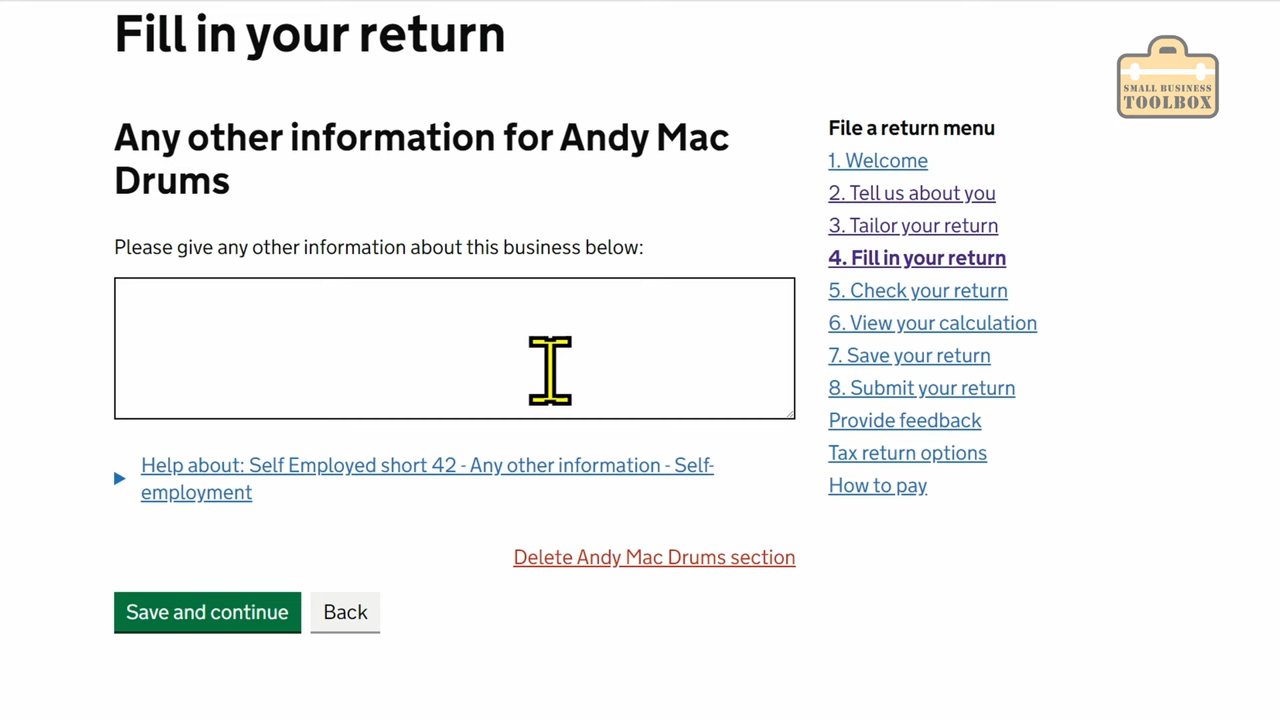 Fill in your return
SMALL BUSINESS
TOOLBOX
Any other information for Andy Mac
Drums
Please give any other information about this business below:
Help about: Self Employed short 42 - Any other information - Self-
employment
Delete Andy Mac Drums section
Save and continue
Back
File a return menu
1. Welcome
2. Tell us about you
3. Tailor your return
4. Fill in your return
5. Check your return
6. View your calculation
7. Save your return
8. Submit your return
Provide feedback
Tax return options
How to pay